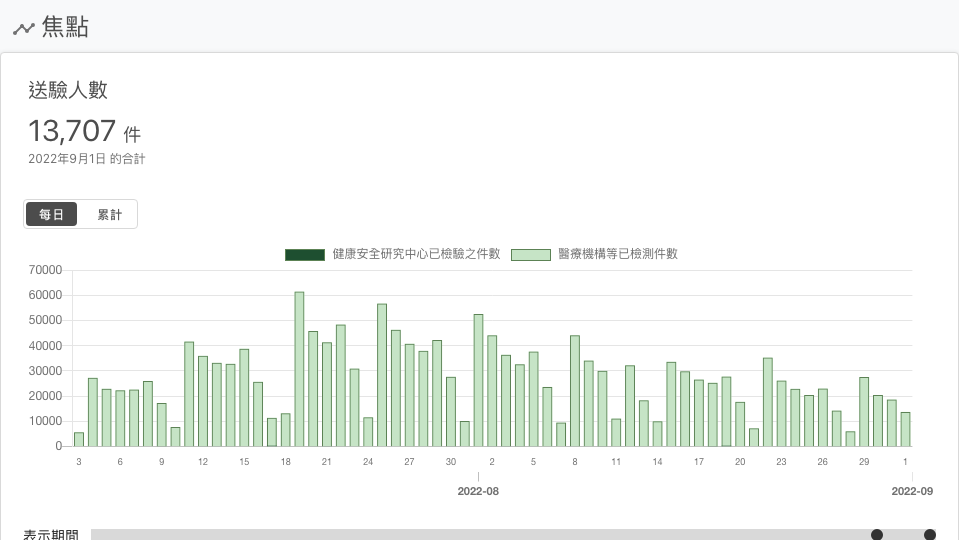 焦點
送驗人數
13,707 件
2022年9月1日 的合計
每日 累計
健康安全研究中心已檢驗之件數 醫療機構等已檢測件數
70000
60000
50000
40000
30000
20000
10000
0
3 6 9 12 15 18 21 24 27 30 2 5 8 11 14 17 20 23 26 29 1
2022-08 2022-09
表示期間